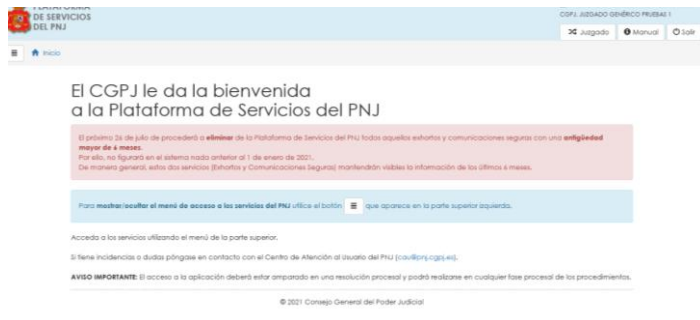 PLATAFORMA
DE SERVICIOS
DEL PNJ
CGPJ. JUZGADO GENÉRICO PRUEBAS 1
Juzgado Manual Salir
Inicio
El CGPJ le da la bienvenida
a la Plataforma de Servicios del PNJ
El próximo 26 de julio de procederá a eliminar de la Plataforma de Servicios del PNJ todos aquellos exhortos y comunicaciones seguras con una antigüedad
mayor de 6 meses.
Por ello, no figurará en el sistema nada anterior al 1 de enero de 2021.
De manera general, estos dos servicios (Exhortos y Comunicaciones Seguras) mantendrán visibles la información de los últimos 6 meses.
Para mostrar/ocultar el menú de acceso a los servicios del PNJ utilice el botón que aparece en la parte superior izquierda.
Acceda a los servicios utilizando el menú de la parte superior.
Si tiene incidencias o dudas póngase en contacto con el Centro de Atención al Usuario del PNJ (cau@pnj.cgpj.es).
AVISO IMPORTANTE: El acceso a la aplicación deberá estar amparado en una resolución procesal y podrá realizarse en cualquier fase procesal de los procedimientos.
© 2021 Consejo General del Poder Judicial